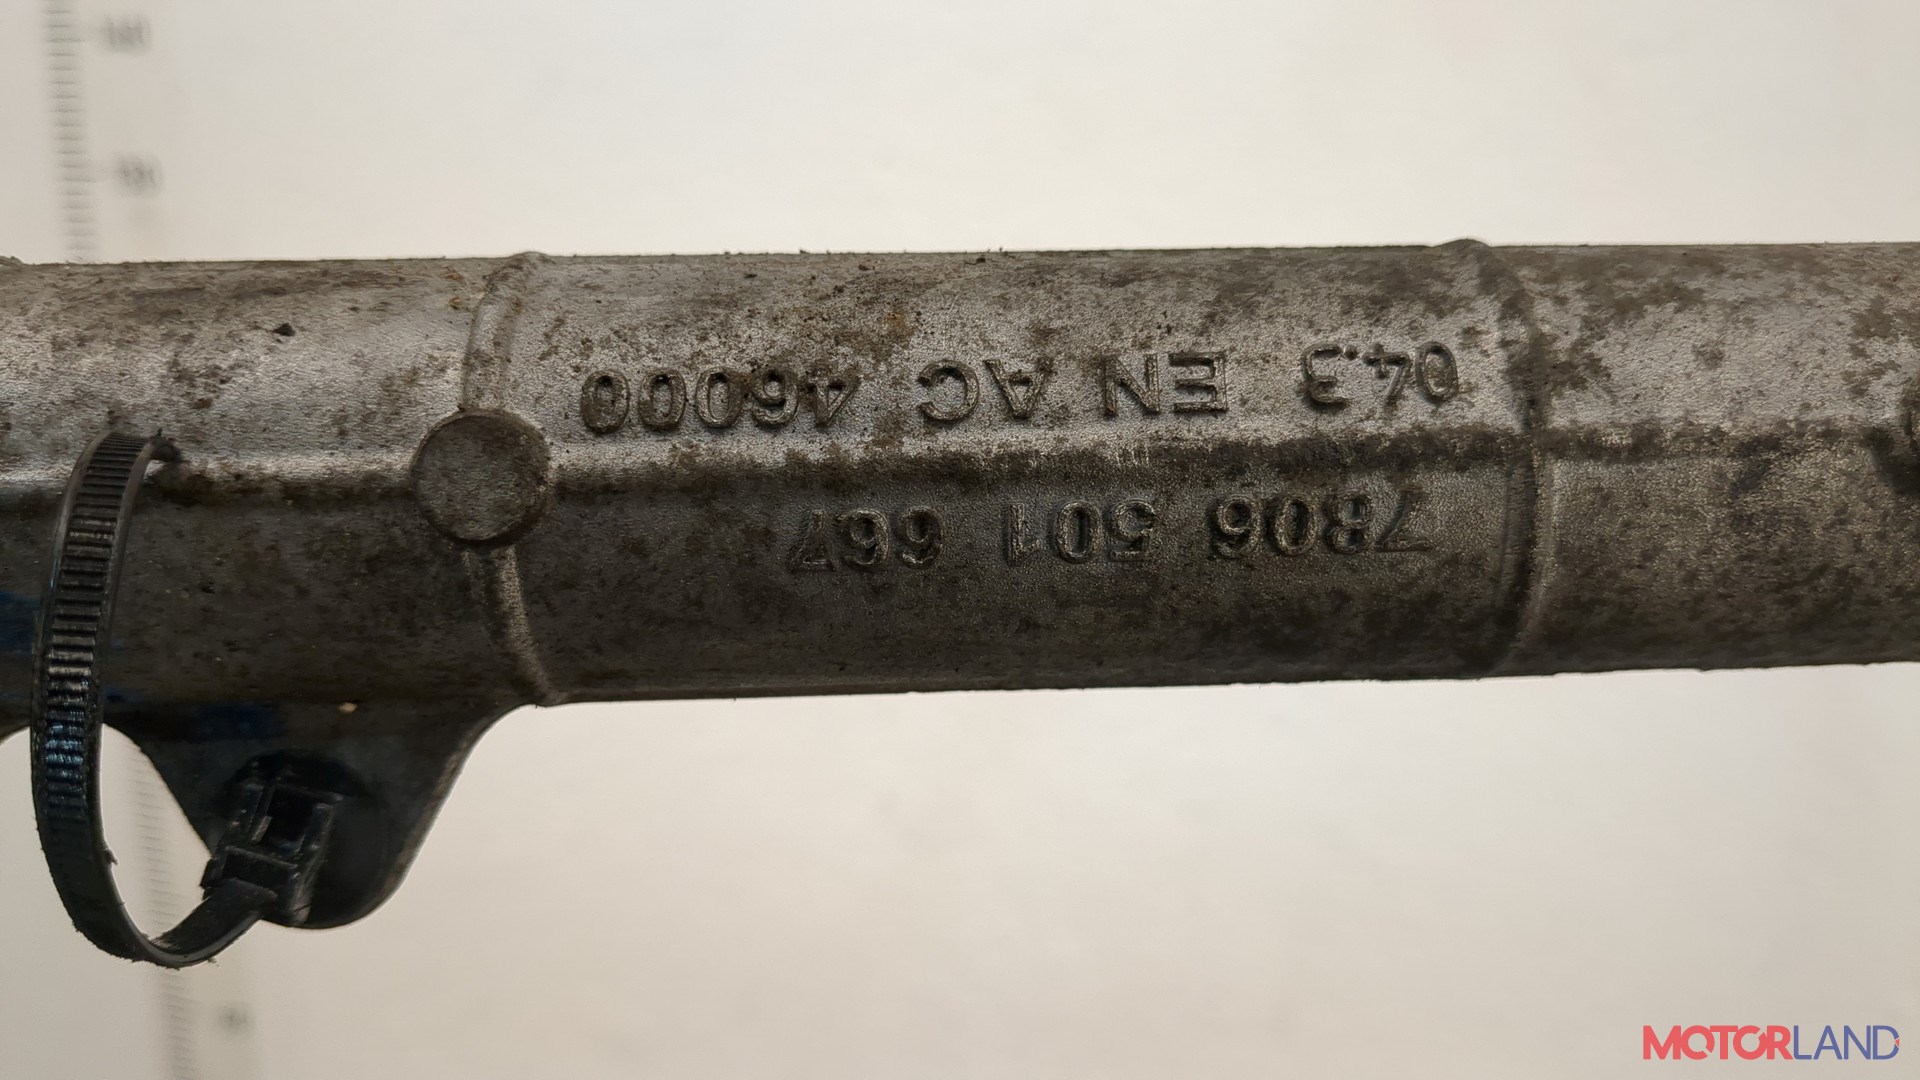 7806 501 667
04.3 EN AC 46000
MOTORLAND